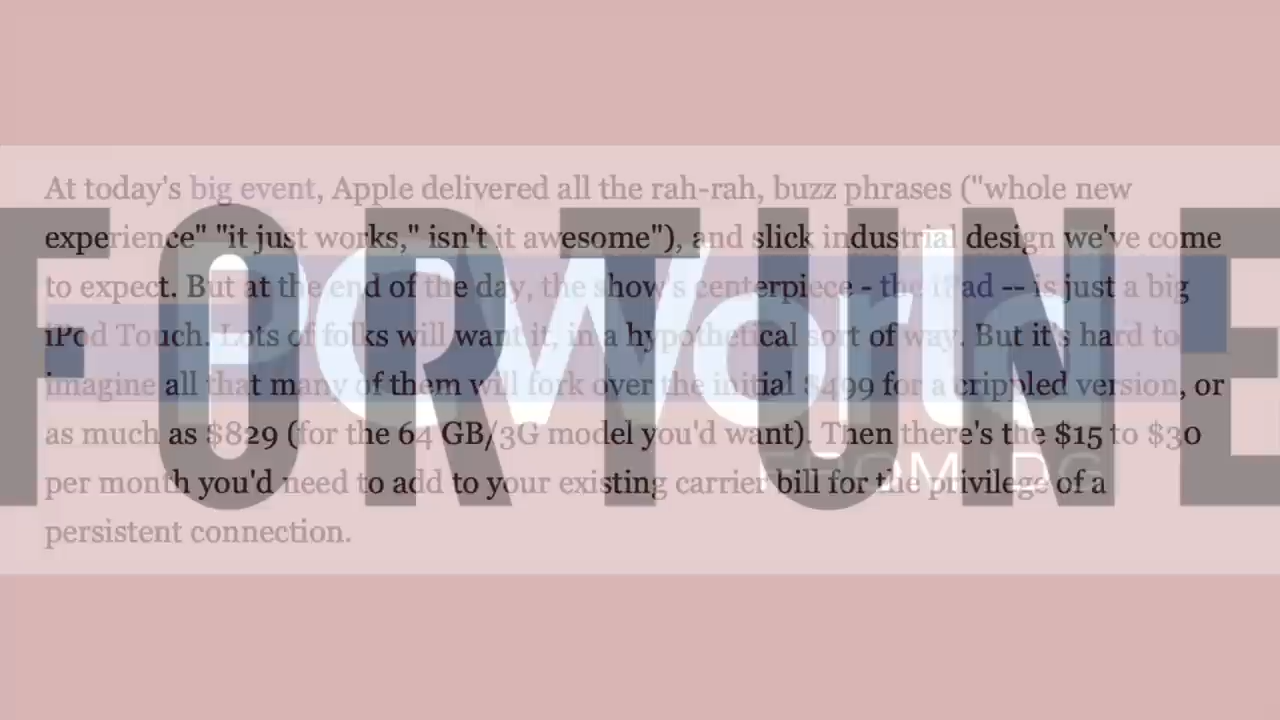 At today's big event, Apple delivered all the rah-rah, buzz phrases ("whole new
experience" "it just works," isn't it awesome"), and slick industrial design we've come
to expect. But at the end of the day, the show's centerpiece - the iPad -- is just a big
iPod Touch. Lots of folks will want it, in a hypothetical sort of way. But it's hard to
imagine all that many of them will fork over the initial $499 for a crippled version, or
as much as $829 (for the 64 GB/3G model you'd want). Then there's the $15 to $30
per month you'd need to add to your existing carrier bill for the privilege of a
persistent connection.
FORTUNE
PCWorld
FROM IDG